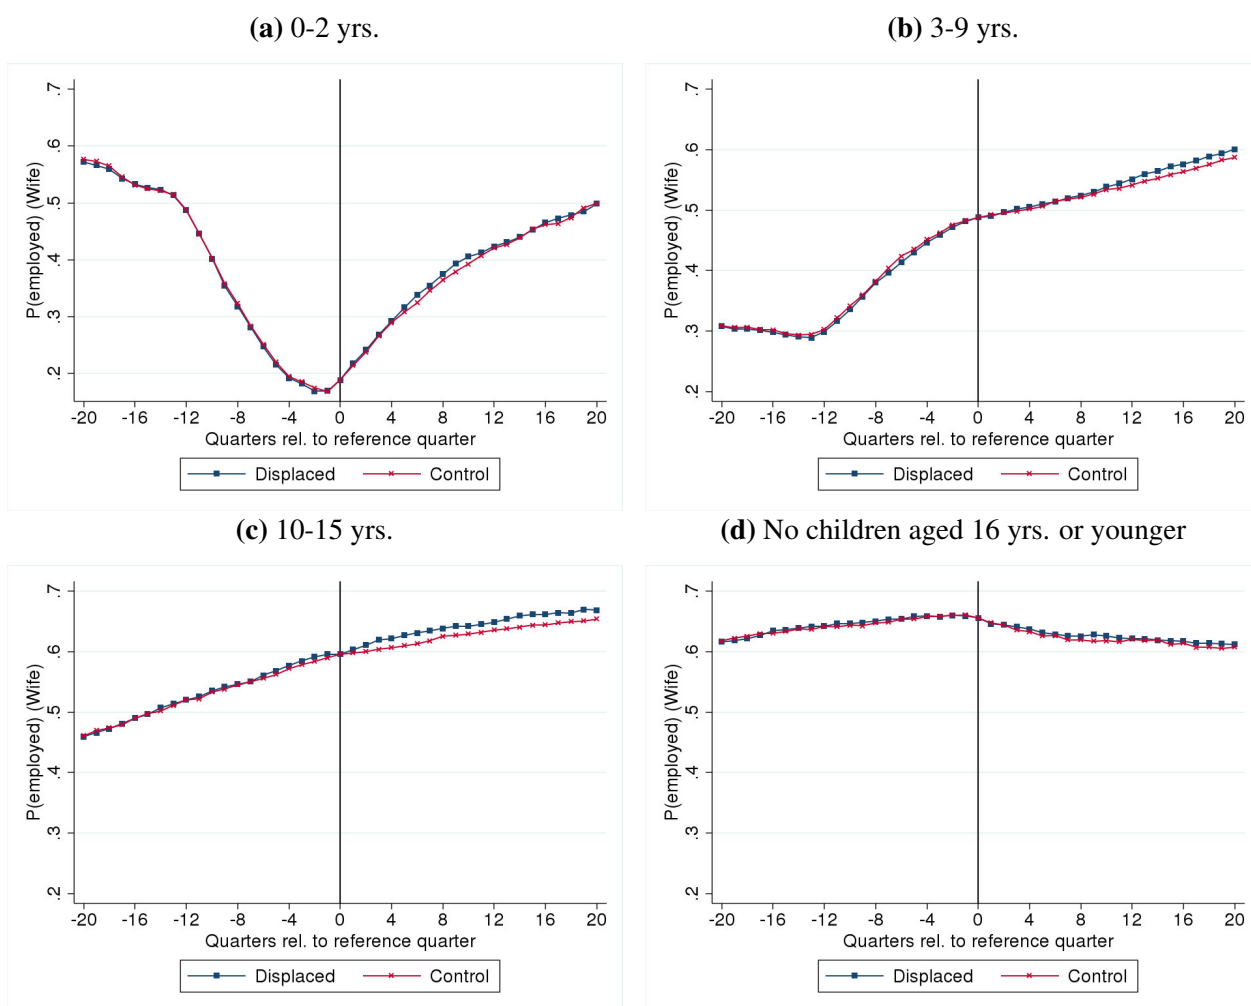 (a) 0-2 yrs.
P(employed) (Wife)
.7
.6
.5
.4
.3
.2
-20 -16 -12 -8 -4 0 4 8 12 16 20
Quarters rel. to reference quarter
Displaced Control
(b) 3-9 yrs.
P(employed) (Wife)
.7
.6
.5
.4
.3
.2
-20 -16 -12 -8 -4 0 4 8 12 16 20
Quarters rel. to reference quarter
Displaced Control
(c) 10-15 yrs.
P(employed) (Wife)
.7
.6
.5
.4
.3
.2
-20 -16 -12 -8 -4 0 4 8 12 16 20
Quarters rel. to reference quarter
Displaced Control
(d) No children aged 16 yrs. or younger
P(employed) (Wife)
.7
.6
.5
.4
.3
.2
-20 -16 -12 -8 -4 0 4 8 12 16 20
Quarters rel. to reference quarter
Displaced Control